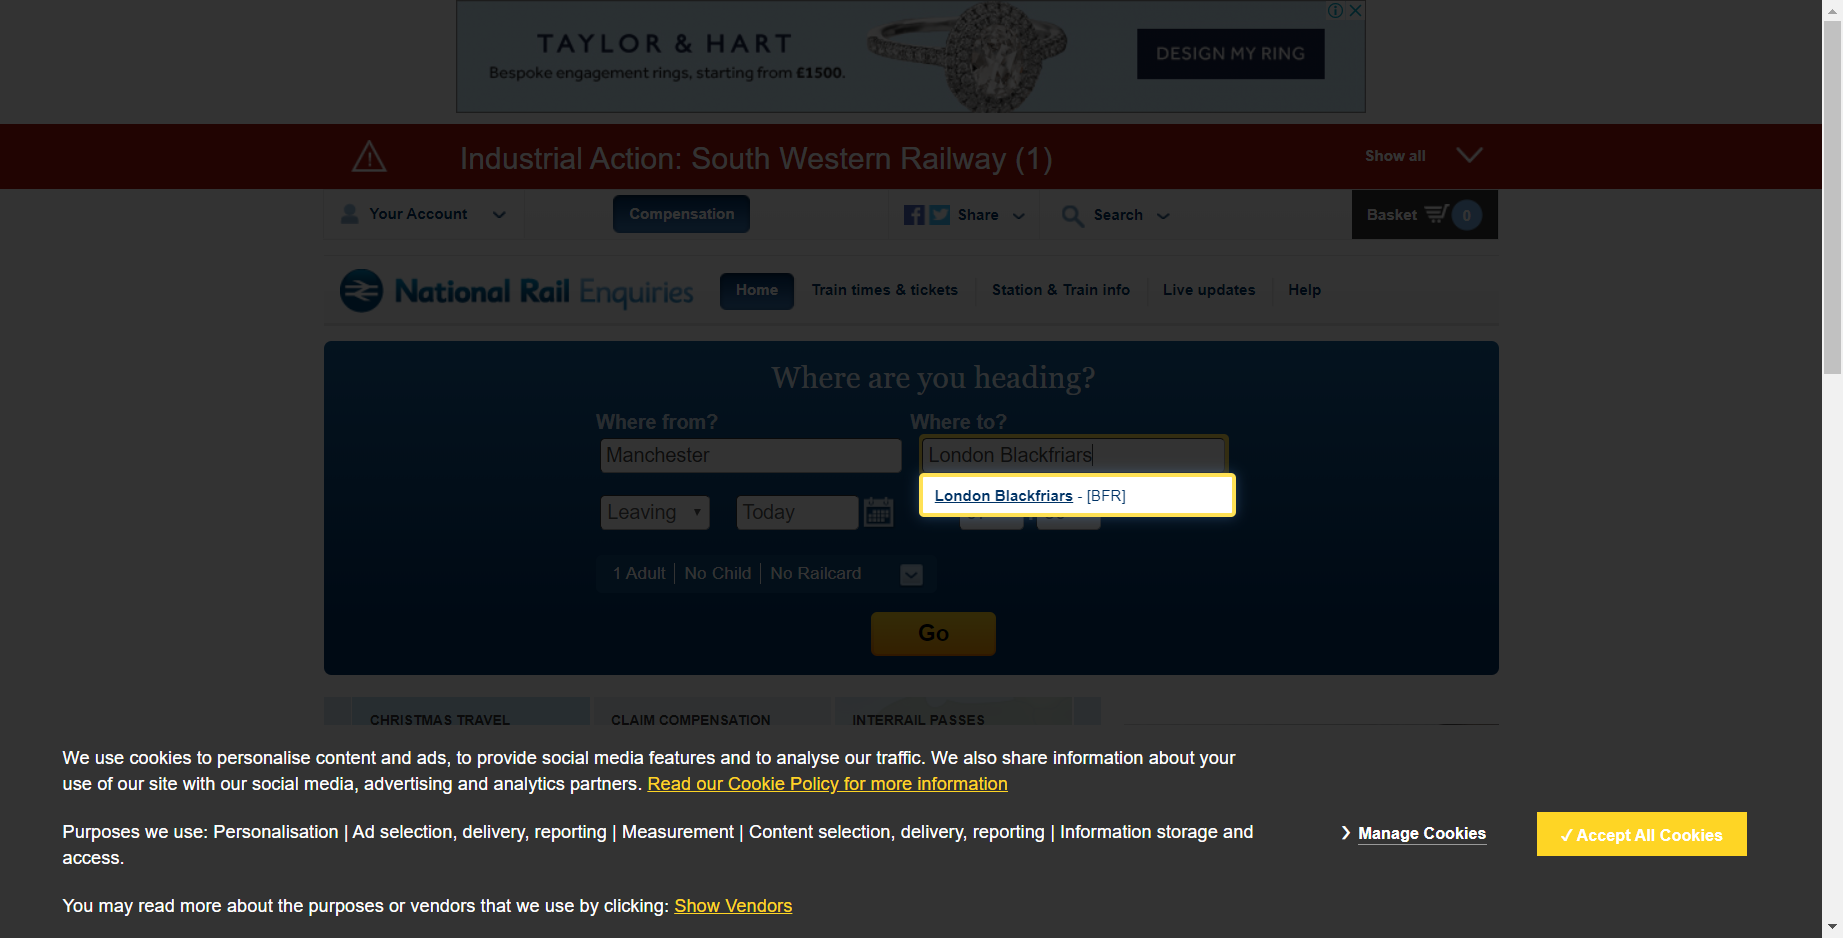 TAYLOR & HART
Bespoke engagement rings, starting from £1500.
DESIGN MY RING
Industrial Action: South Western Railway (1)
Show all
Your Account
Compensation
Share
Search
Basket
0
National Rail Enquiries
Home
Train times & tickets
Station & Train info
Live updates
Help
Where are you heading?
Where from?
Where to?
Manchester
London Blackfriars
London Blackfriars - [BFR]
Leaving
Today
1 Adult
No Child
No Railcard
Go
CHRISTMAS TRAVEL
CLAIM COMPENSATION
INTERRAIL PASSES
We use cookies to personalise content and ads, to provide social media features and to analyse our traffic. We also share information about your
use of our site with our social media, advertising and analytics partners. Read our Cookie Policy for more information
Purposes we use: Personalisation | Ad selection, delivery, reporting | Measurement | Content selection, delivery, reporting | Information storage and
access.
Manage Cookies
✓ Accept All Cookies
You may read more about the purposes or vendors that we use by clicking: Show Vendors